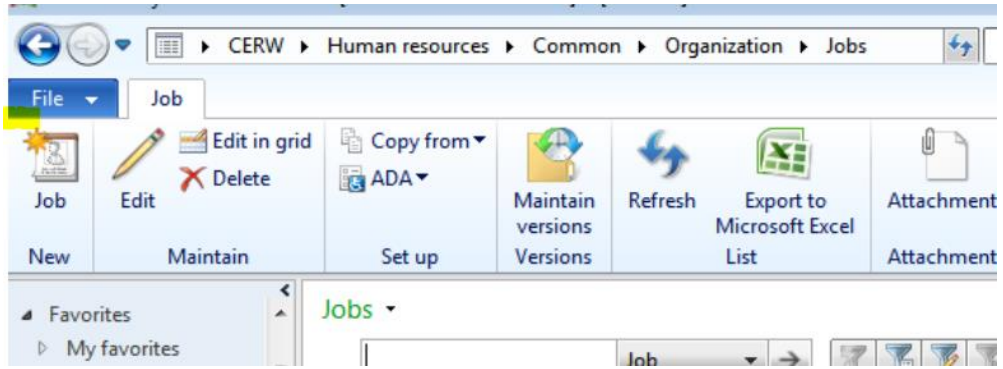 CERW Human resources Common Organization Jobs
File Job
Edit in grid
Copy from
Delete
ADA
Job Edit Maintain versions Refresh Export to Microsoft Excel Attachment
New Maintain Set up Versions List Attachment
Favorites
Jobs
My favorites
Job